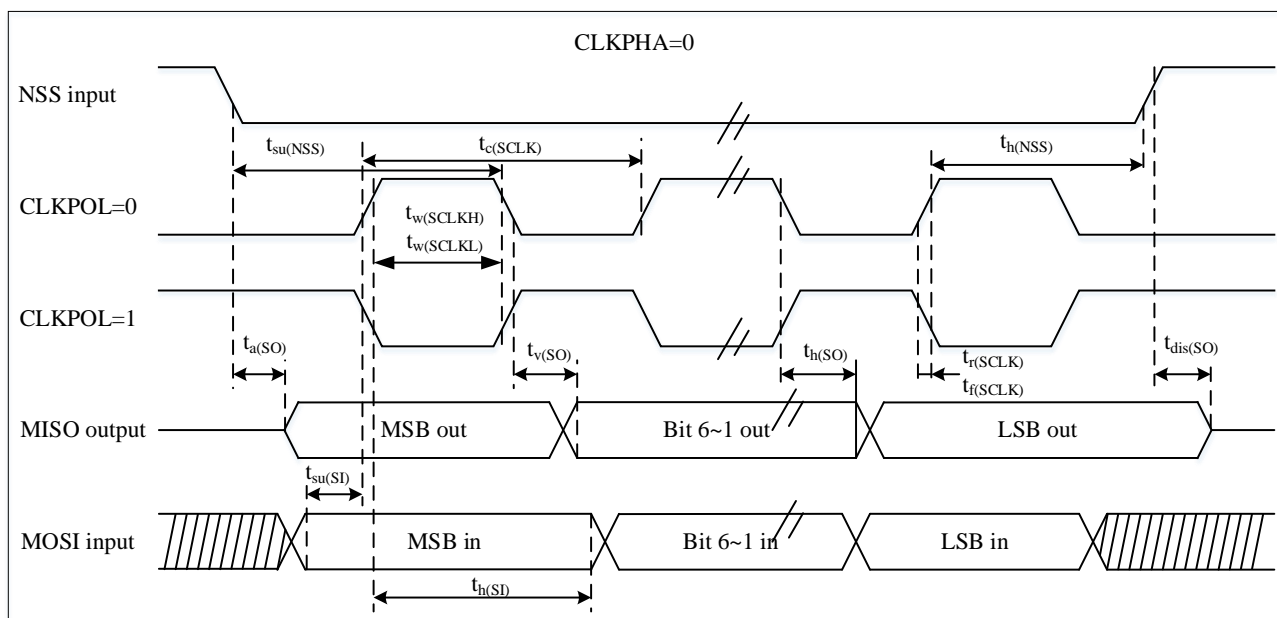 CLKPHA=0
NSS input
tsu(NSS)
tc(SCLK)
th(NSS)
CLKPOL=0
tw(SCLKH)
tw(SCLKL)
CLKPOL=1
ta(SO)
tv(SO)
th(SO)
tr(SCLK)
tf(SCLK)
tdis(SO)
MISO output
MSB out
Bit 6~1 out
LSB out
tsu(SI)
MOSI input
MSB in
Bit 6~1 in
LSB in
th(SI)